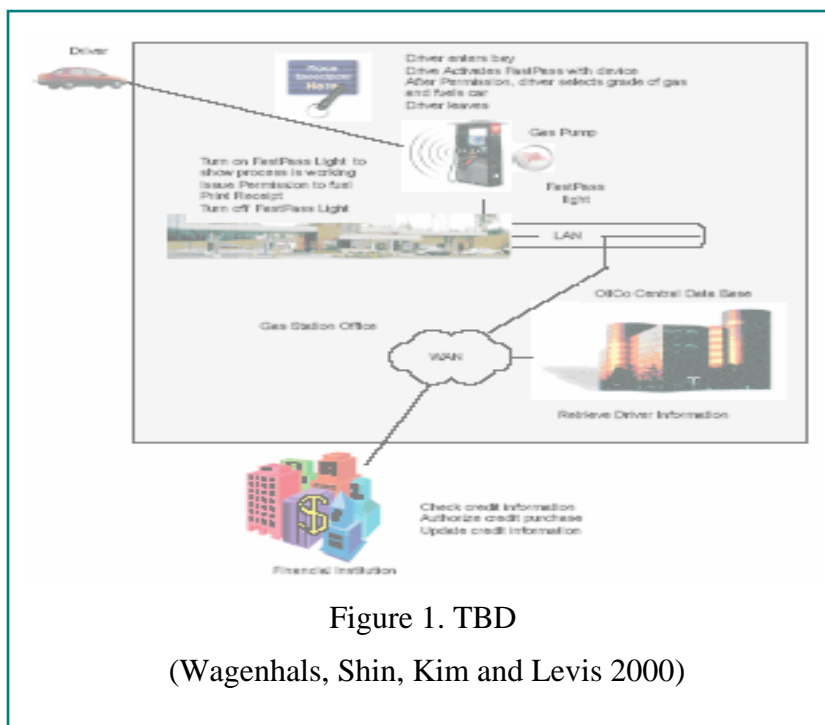 Driver
Driver enters bay
Drive Activates FastPass with device
After Permission, driver selects grade of gas
and fuels car
Driver leaves
Gas Pump
Turn on FastPass Light to
show process is working
Issue Permission to fuel
Print Receipt
Turn off FastPass Light
FastPass
light
LAN
OilCo Central Data Base
Gas Station Office
WAN
Retrieve Driver Information
$
Check credit information
Authorize credit purchase
Update credit information
Financial Institution
Figure 1. TBD
(Wagenhals, Shin, Kim and Levis 2000)